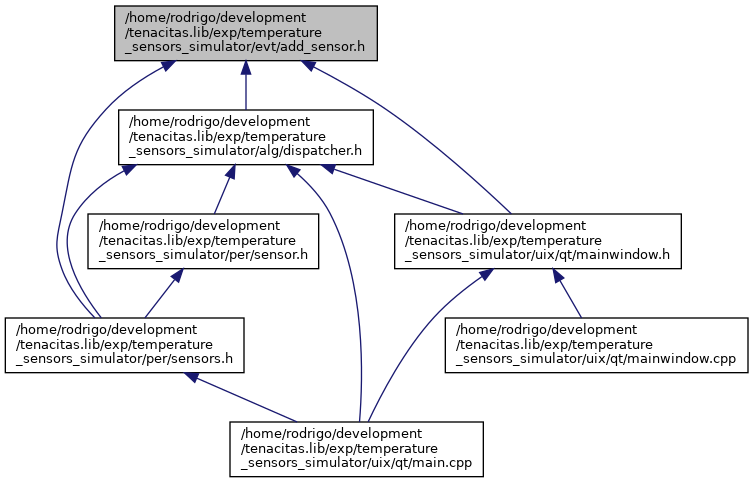 /home/rodrigo/development
/tenacitas.lib/exp/temperature
_sensors_simulator/evt/add_sensor.h
/home/rodrigo/development
/tenacitas.lib/exp/temperature
_sensors_simulator/alg/dispatcher.h
/home/rodrigo/development
/tenacitas.lib/exp/temperature
_sensors_simulator/per/sensor.h
/home/rodrigo/development
/tenacitas.lib/exp/temperature
_sensors_simulator/uix/qt/mainwindow.h
/home/rodrigo/development
/tenacitas.lib/exp/temperature
_sensors_simulator/per/sensors.h
/home/rodrigo/development
/tenacitas.lib/exp/temperature
_sensors_simulator/uix/qt/mainwindow.cpp
/home/rodrigo/development
/tenacitas.lib/exp/temperature
_sensors_simulator/uix/qt/main.cpp